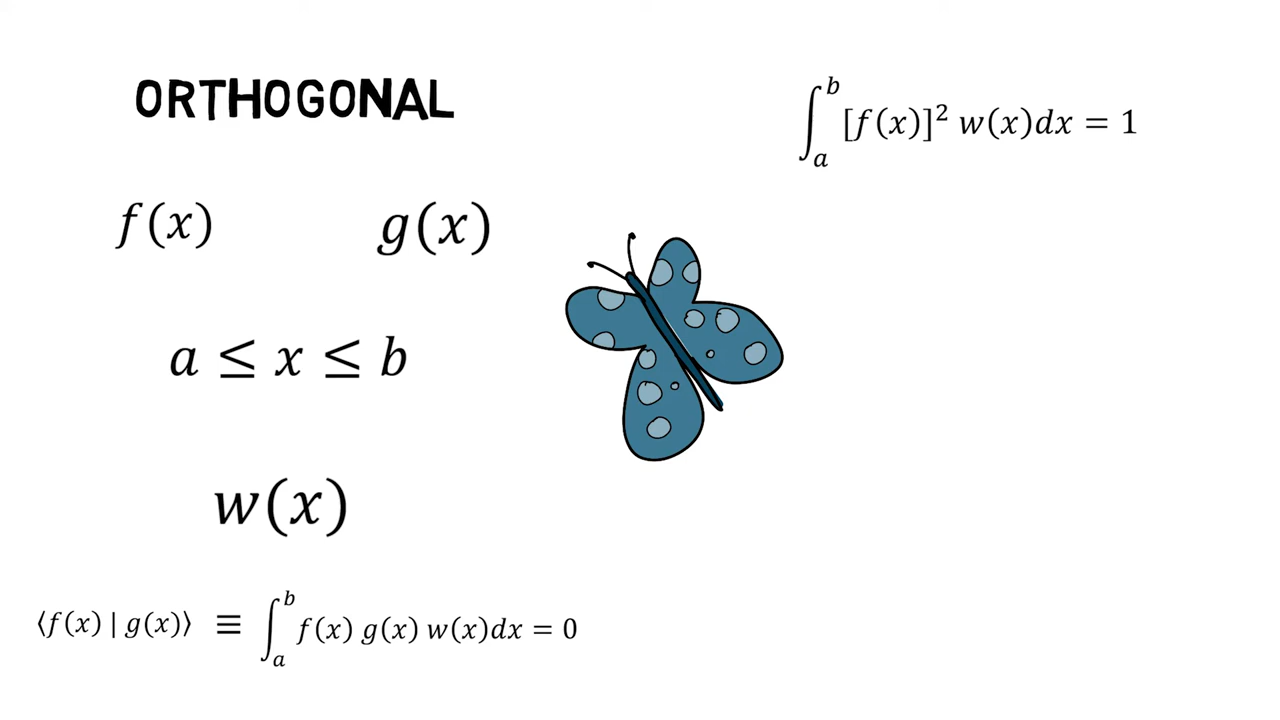 ORTHOGONAL
f(x) g(x)
a ≤ x ≤ b
w(x)
⟨f(x) | g(x)⟩ ≡ ∫_a^b f(x) g(x) w(x)dx = 0
∫_a^b [f(x)]² w(x)dx = 1